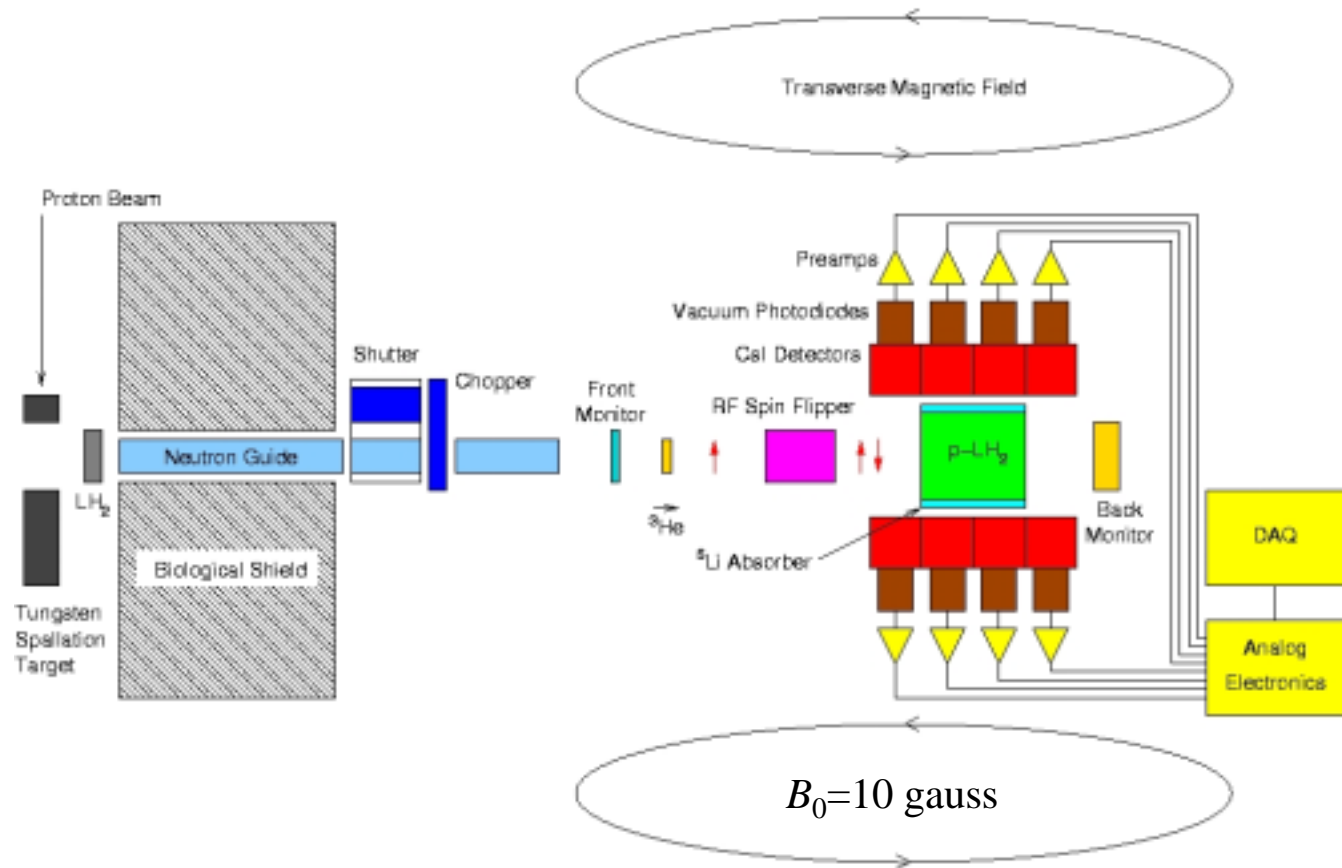 Transverse Magnetic Field
Proton Beam
Preamps
Vacuum Photodiodes
CsI Detectors
Shutter
Chopper
Front
Monitor
RF Spin Flipper
Neutron Guide
p-LH₂
LH₂
³He
Back
Monitor
DAQ
⁶Li Absorber
Biological Shield
Tungsten
Spallation
Target
Analog
Electronics
B₀=10 gauss